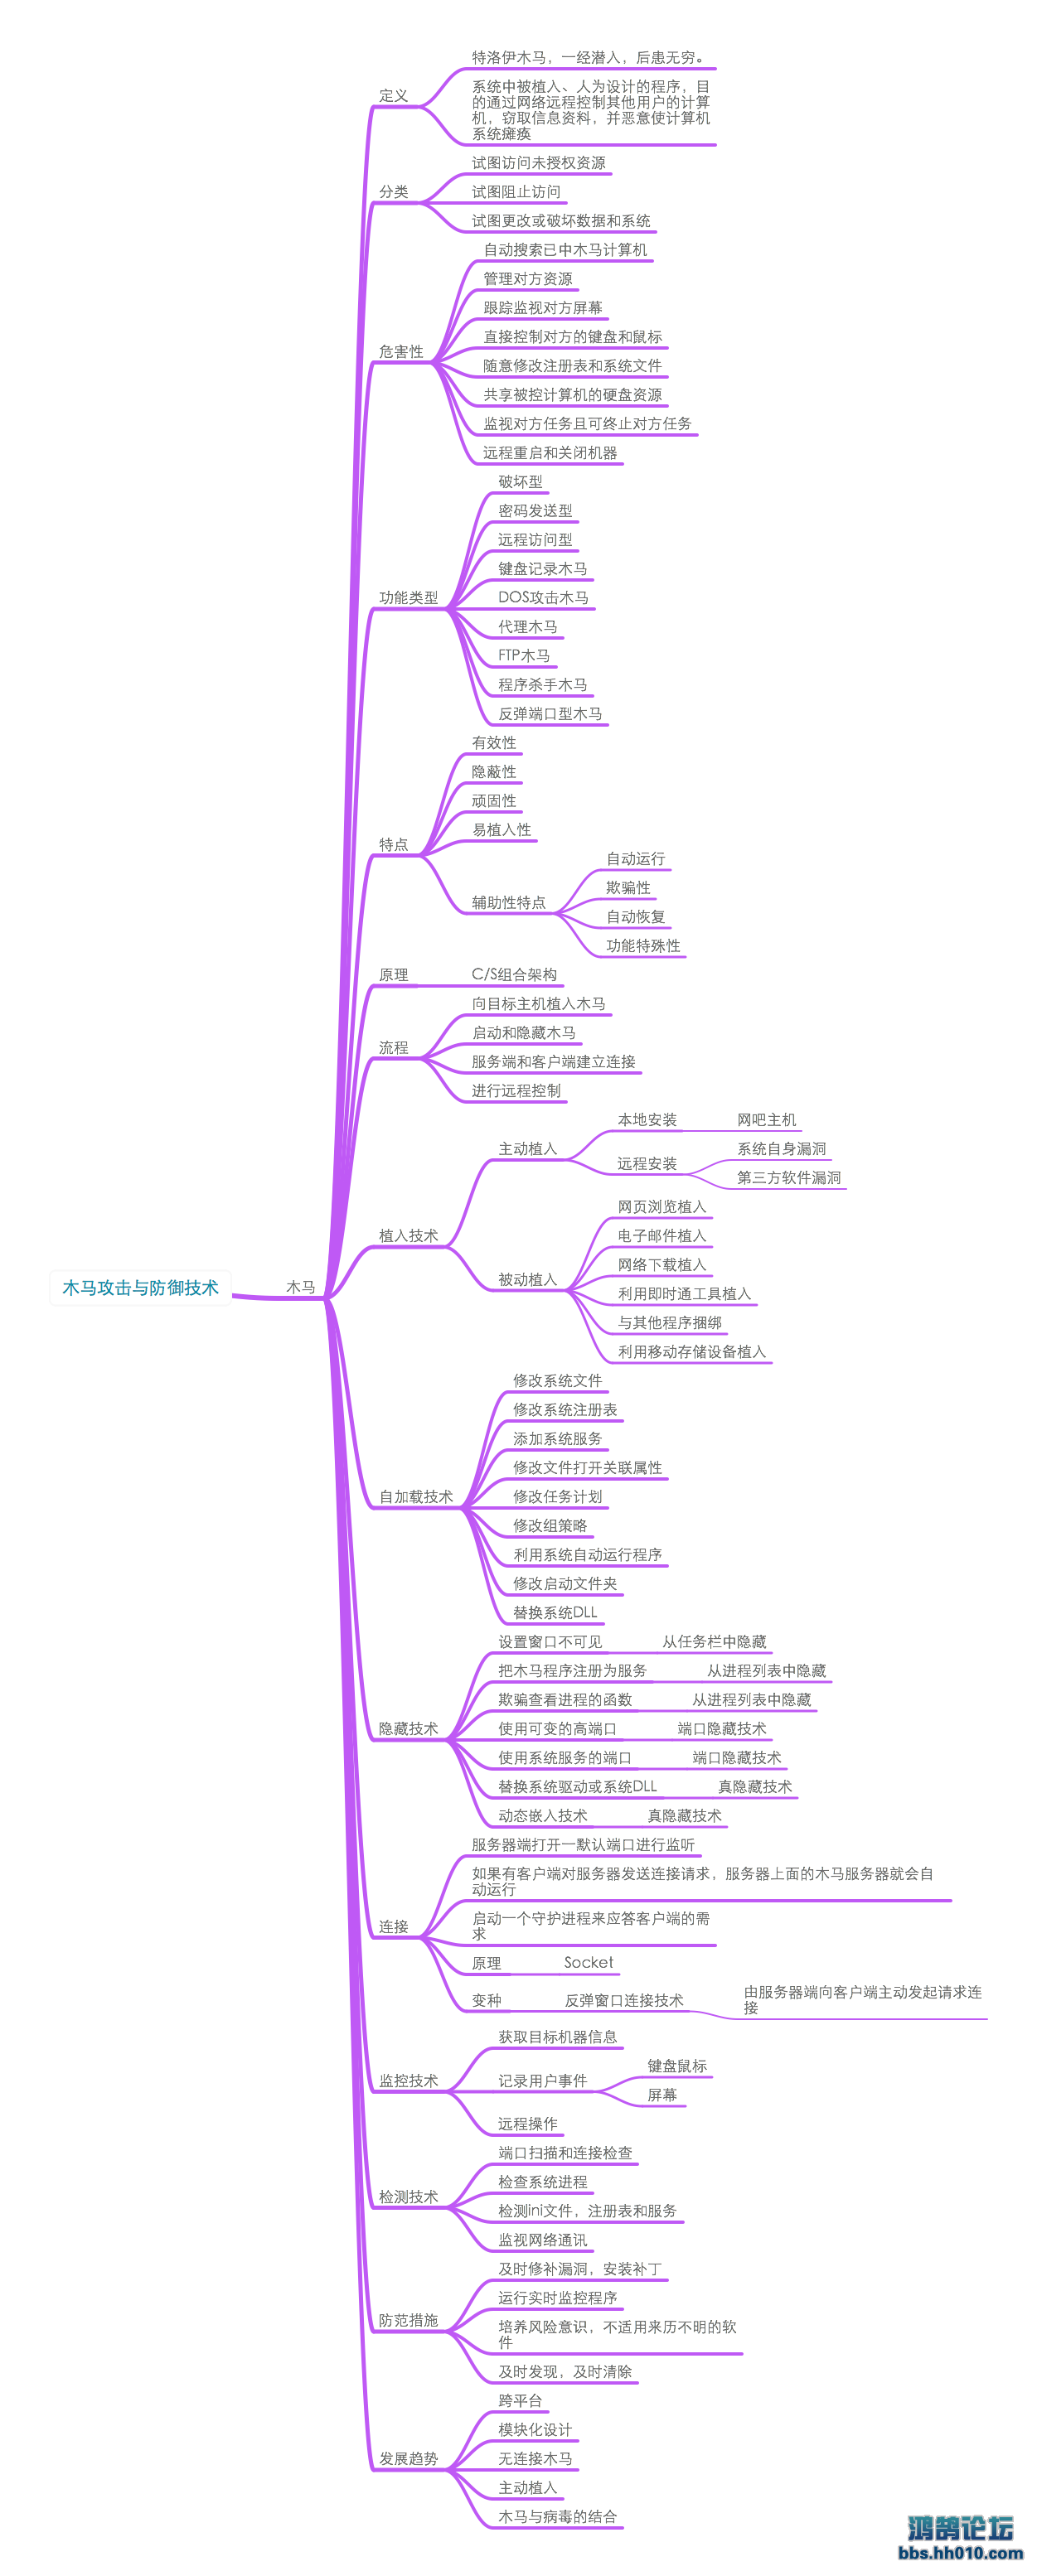 木马攻击与防御技术
木马
定义
特洛伊木马，一经潜人，后患无穷。
系统中被植人、人为设计的程序，目
的通过网络远程控制其他用户的计算
机，窃取信息资料，并恶意使计算机
系统瘫痪
分类
试图访问未授权资源
试图阻止访问
试图更改或破坏数据和系统
危害性
自动搜索已中木马计算机
管理对方资源
跟踪监视对方屏幕
直接控制对方的键盘和鼠标
随意修改注册表和系统文件
共享被控计算机的硬盘资源
监视对方任务且可终止对方任务
远程重启和关闭机器
功能类型
破坏型
密码发送型
远程访问型
键盘记录木马
DOS攻击木马
代理木马
FTP木马
程序杀手木马
反弹端口型木马
特点
有效性
隐蔽性
顽固性
易植入性
辅助性特点
自动运行
欺骗性
自动恢复
功能特殊性
原理
C/S组合架构
流程
向目标主机植入木马
启动和隐藏木马
服务端和客户端建立连接
进行远程控制
植入技术
主动植入
本地安装
网吧主机
远程安装
系统自身漏洞
第三方软件漏洞
被动植入
网页浏览植入
电子邮件植入
网络下载植入
利用即时通工具植入
与其他程序捆绑
利用移动存储设备植入
自加载技术
修改系统文件
修改系统注册表
添加系统服务
修改文件打开关联属性
修改任务计划
修改组策略
利用系统自动运行程序
修改启动文件夹
替换系统DLL
隐藏技术
设置窗口不可见
从任务栏中隐藏
把木马程序注册为服务
从进程列表中隐藏
欺骗查看进程的函数
从进程列表中隐藏
使用可变的高端口
端口隐藏技术
使用系统服务的端口
端口隐藏技术
替换系统驱动或系统DLL
真隐藏技术
动态嵌入技术
真隐藏技术
连接
服务器端打开一默认端口进行监听
如果有客户端对服务器发送连接请求，服务器上面的木马服务器就会自
动运行
启动一个守护进程来应答客户端的需
求
原理
Socket
变种
反弹窗口连接技术
由服务器端向客户端主动发起请求连
接
监控技术
获取目标机器信息
记录用户事件
键盘鼠标
屏幕
远程操作
检测技术
端口扫描和连接检查
检查系统进程
检测ini文件，注册表和服务
监视网络通讯
防范措施
及时修补漏洞，安装补丁
运行实时监控程序
培养风险意识，不适用来历不明的软
件
及时发现，及时清除
发展趋势
跨平台
模块化设计
无连接木马
主动植入
木马与病毒的结合
鸿鹄论坛
bbs.hh010.com